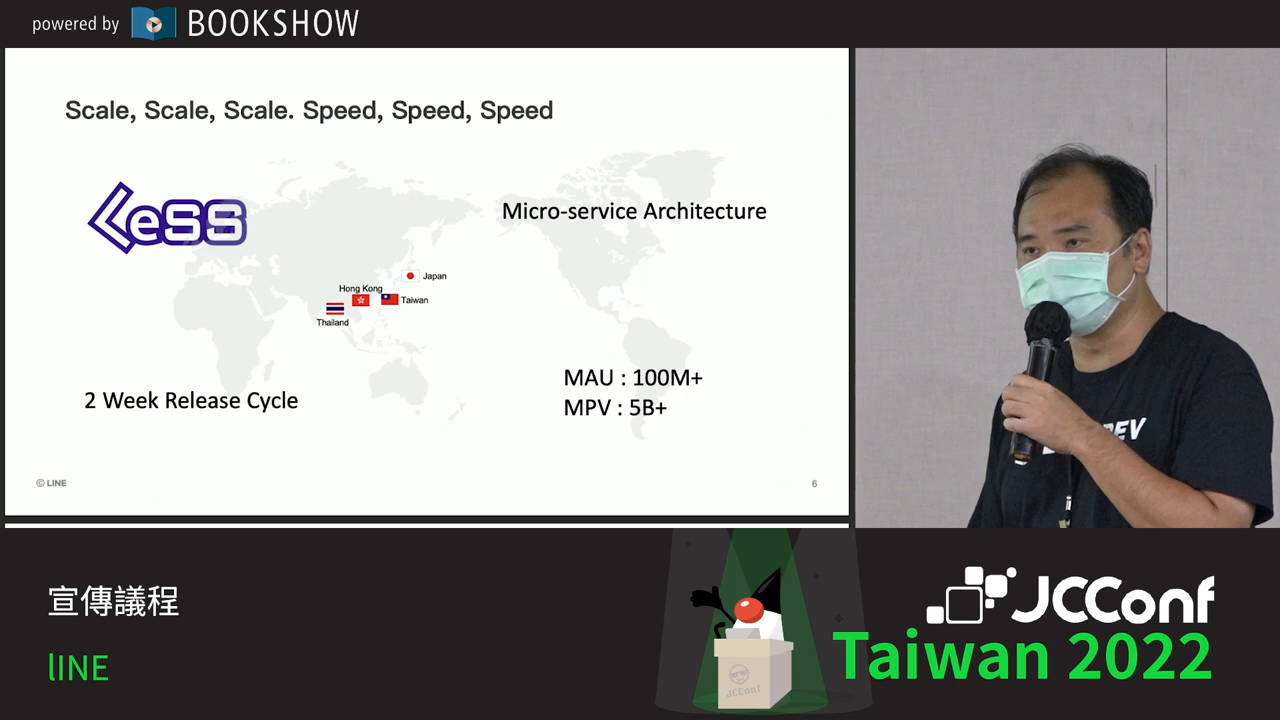 powered by BOOKSHOW
Scale, Scale, Scale. Speed, Speed, Speed
LeSS
Micro-service Architecture
Japan
Hong Kong
Taiwan
Thailand
MAU : 100M+
MPV : 5B+
2 Week Release Cycle
© LINE
6
宣傳議程
lINE
JCConf
JCConf
Taiwan 2022